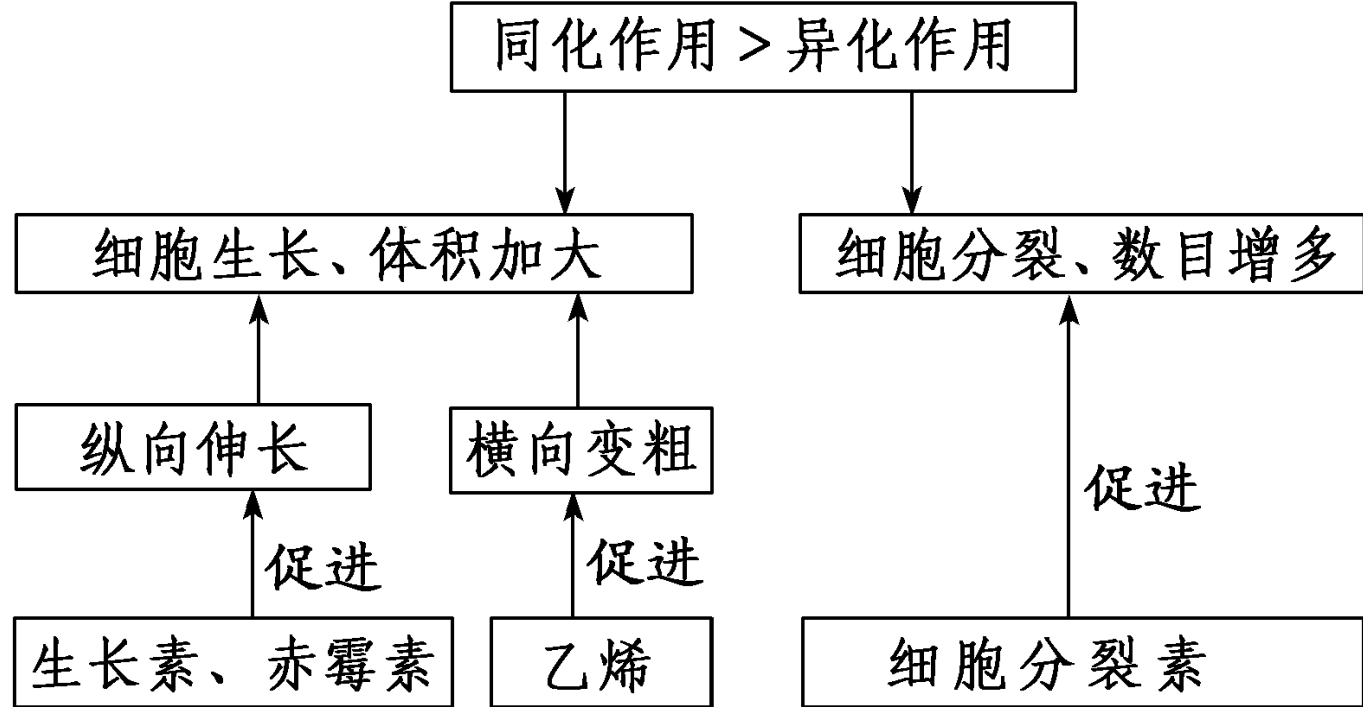 同化作用＞异化作用
细胞生长、体积加大
细胞分裂、数目增多
纵向伸长
横向变粗
促进
促进
促进
生长素、赤霉素
乙烯
细胞分裂素